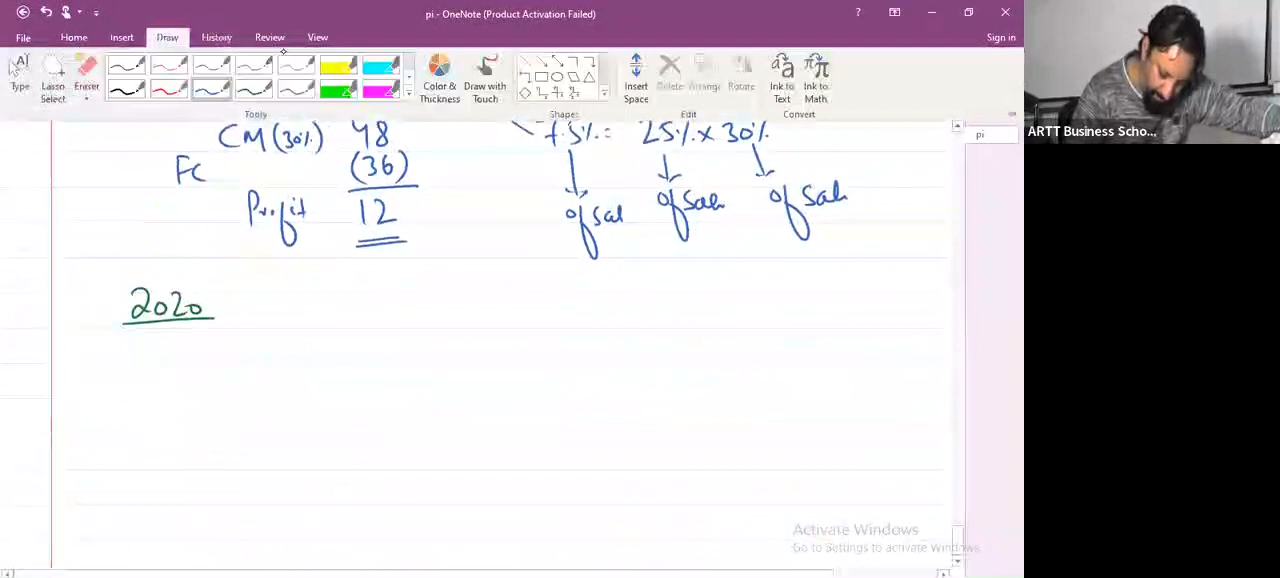 pi - OneNote (Product Activation Failed)
?
File Home Insert Draw History Review View
Sign in
Type
Lasso Select
Eraser
Color & Thickness
Draw with Touch
Insert Space
Delete
Arrange
Rotate
Ink to Text
Ink to Math
Tools
Shapes
Edit
Convert
pi
ARTT Business Scho...
CM (30%) 48
7.5% = 25% x 30%
FC (36)
Profit 12
of sal of sale of sale
2020
Activate Windows
Go to Settings to activate Windows.